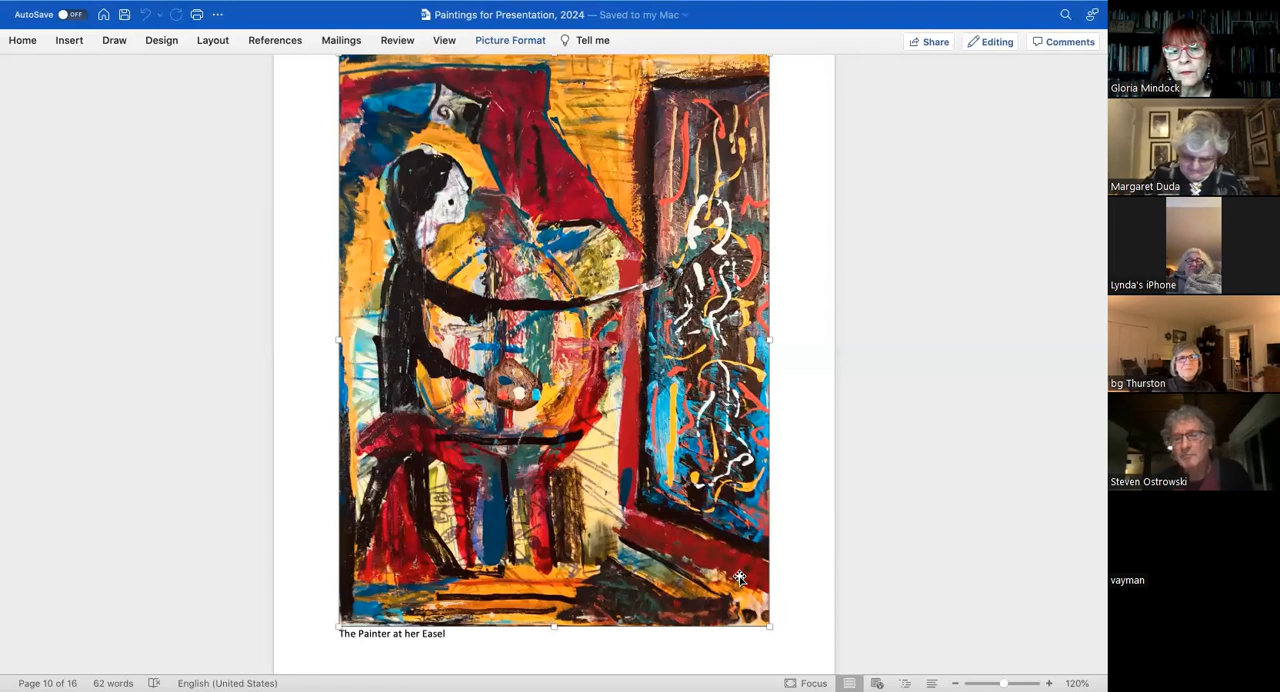 AutoSave OFF
Paintings for Presentation, 2024 — Saved to my Mac
Home Insert Draw Design Layout References Mailings Review View Picture Format Tell me Share Editing Comments
The Painter at her Easel
Page 10 of 16 62 words English (United States) Focus 120%
Gloria Mindock
Margaret Duda
Lynda's iPhone
bg Thurston
Steven Ostrowski
vayman